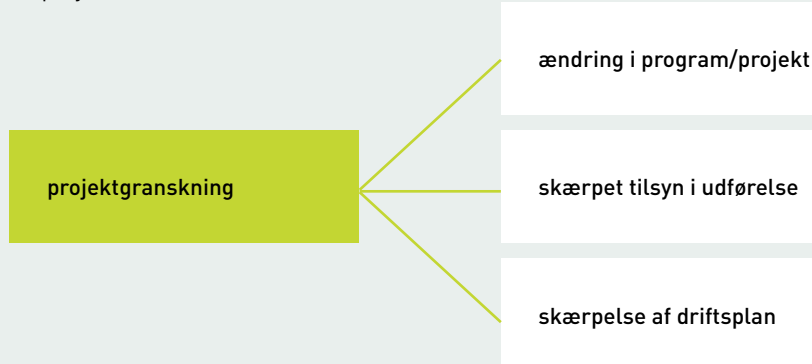 ændring i program/projekt
projektgranskning
skærpet tilsyn i udførelse
skærpelse af driftsplan